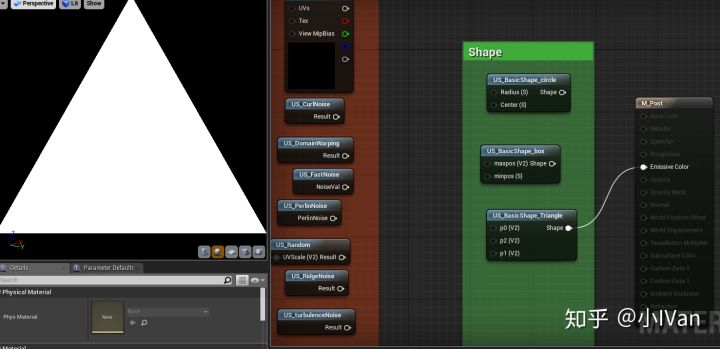 Perspective
Lit
Show
Details
Parameter Defaults
Search
Physical Material
Phys Material
None
None
Material
UVs
Tex
View MipBias
US_CurlNoise
Result
US_DomainWarping
Result
US_FastNoise
NoiseVal
US_PerlinNoise
PerlinNoise
US_Random
UVScale (V2) Result
US_RidgeNoise
Result
US_turbulenceNoise
Result
Shape
US_BasicShape_circle
Radius (S) Shape
Center (S)
US_BasicShape_box
maxpos (V2) Shape
minpos (S)
US_BasicShape_Triangle
p0 (V2) Shape
p2 (V2)
p1 (V2)
M_Post
Base Color
Metallic
Specular
Roughness
Emissive Color
Opacity
Opacity Mask
Normal
World Position Offset
World Displacement
Tessellation Multiplier
Subsurface Color
Custom Data 0
Custom Data 1
Ambient Occlusion
Refraction
MATER
知乎 @小IVan